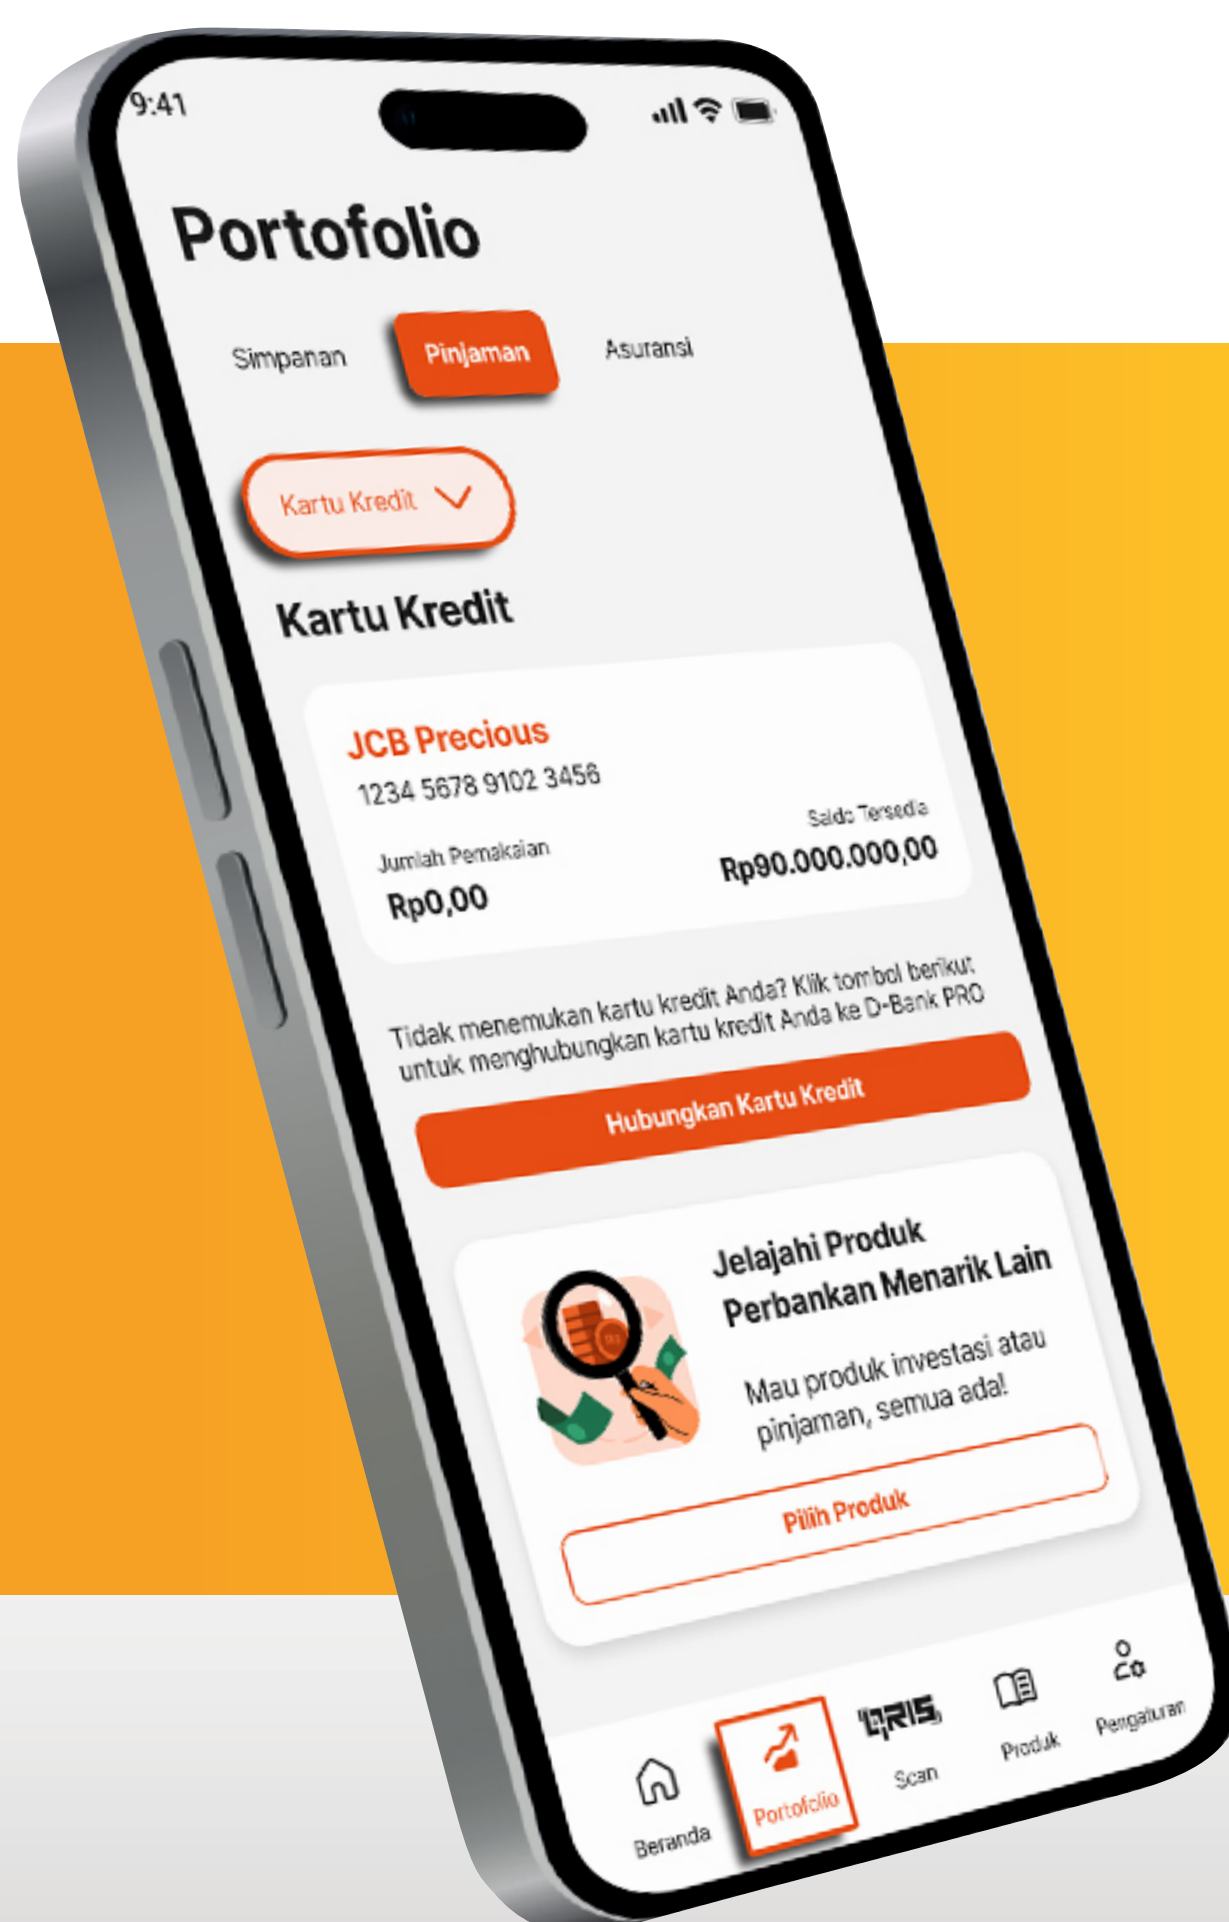 9:41
Portofolio
Simpanan
Pinjaman
Asuransi
Kartu Kredit
Kartu Kredit
JCB Precious
1234 5678 9102 3456
Jumlah Pemakaian
Saldo Tersedia
Rp0,00
Rp90.000.000,00
Tidak menemukan kartu kredit Anda? Klik tombol berikut
untuk menghubungkan kartu kredit Anda ke D-Bank PRO
Hubungkan Kartu Kredit
Jelajahi Produk
Perbankan Menarik Lain
Mau produk investasi atau
pinjaman, semua ada!
Pilih Produk
Beranda
Portofolio
QRIS
Scan
Produk
Pengaturan